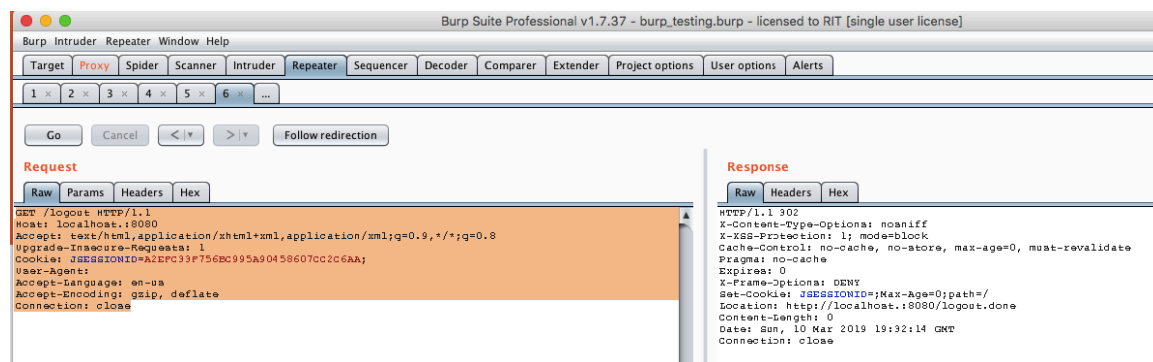 Burp Suite Professional v1.7.37 - burp_testing.burp - licensed to RIT [single user license]
Burp Intruder Repeater Window Help
Target Proxy Spider Scanner Intruder Repeater Sequencer Decoder Comparer Extender Project options User options Alerts
1 × 2 × 3 × 4 × 5 × 6 × ...
Go Cancel < | ▾ > | ▾ Follow redirection
Request
Raw Params Headers Hex
GET /logout HTTP/1.1
Host: localhost.:8080
Accept: text/html,application/xhtml+xml,application/xml;q=0.9,*/*;q=0.8
Upgrade-Insecure-Requests: 1
Cookie: JSESSIONID=A2EFC39F756BC995A90458607CC2C6AA;
User-Agent:
Accept-Language: en-us
Accept-Encoding: gzip, deflate
Connection: close
Response
Raw Headers Hex
HTTP/1.1 302
X-Content-Type-Options: nosniff
X-XSS-Protection: 1; mode=block
Cache-Control: no-cache, no-store, max-age=0, must-revalidate
Pragma: no-cache
Expires: 0
X-Frame-Options: DENY
Set-Cookie: JSESSIONID=;Max-Age=0;path=/
Location: http://localhost.:8080/logout.done
Content-Length: 0
Date: Sun, 10 Mar 2019 19:32:14 GMT
Connection: close